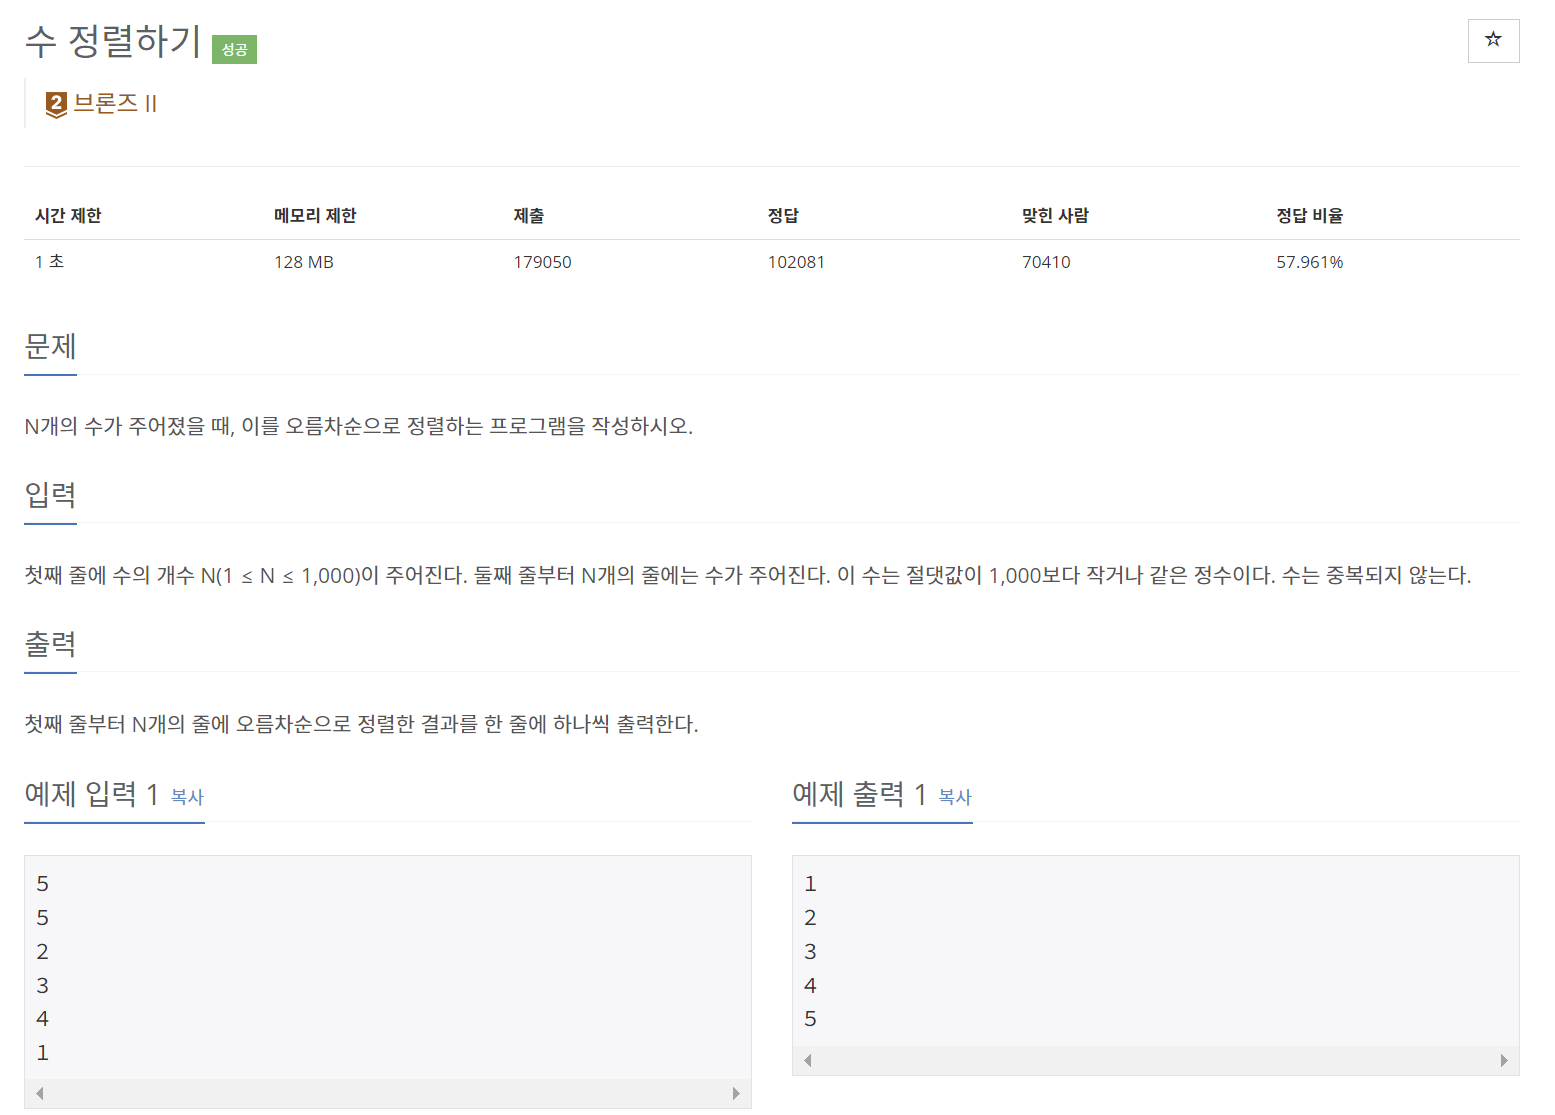 수 정렬하기 성공
☆
2 브론즈 II
시간 제한 메모리 제한 제출 정답 맞힌 사람 정답 비율
1 초 128 MB 179050 102081 70410 57.961%
문제
N개의 수가 주어졌을 때, 이를 오름차순으로 정렬하는 프로그램을 작성하시오.
입력
첫째 줄에 수의 개수 N(1 ≤ N ≤ 1,000)이 주어진다. 둘째 줄부터 N개의 줄에는 수가 주어진다. 이 수는 절댓값이 1,000보다 작거나 같은 정수이다. 수는 중복되지 않는다.
출력
첫째 줄부터 N개의 줄에 오름차순으로 정렬한 결과를 한 줄에 하나씩 출력한다.
예제 입력 1 복사
5
5
2
3
4
1
예제 출력 1 복사
1
2
3
4
5